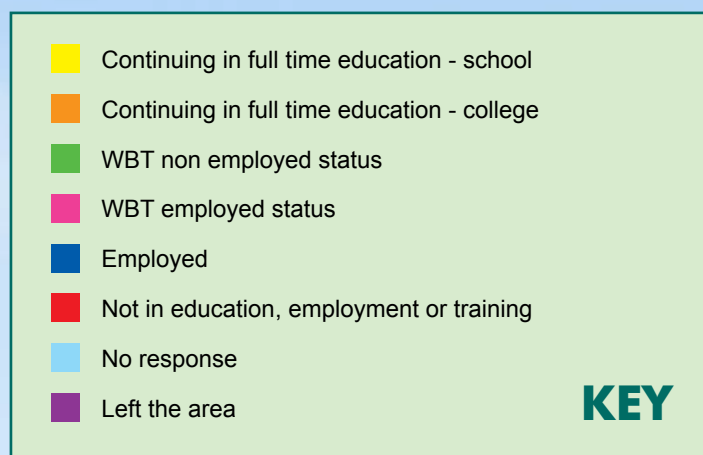 Continuing in full time education - school
Continuing in full time education - college
WBT non employed status
WBT employed status
Employed
Not in education, employment or training
No response
Left the area
KEY